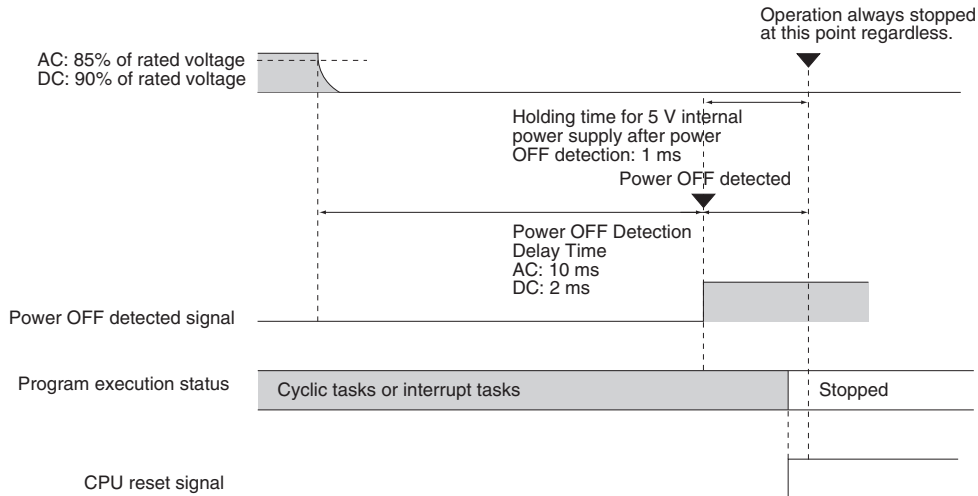 Operation always stopped
at this point regardless.
AC: 85% of rated voltage
DC: 90% of rated voltage
Holding time for 5 V internal
power supply after power
OFF detection: 1 ms
Power OFF detected
Power OFF Detection
Delay Time
AC: 10 ms
DC: 2 ms
Power OFF detected signal
Program execution status
Cyclic tasks or interrupt tasks
Stopped
CPU reset signal